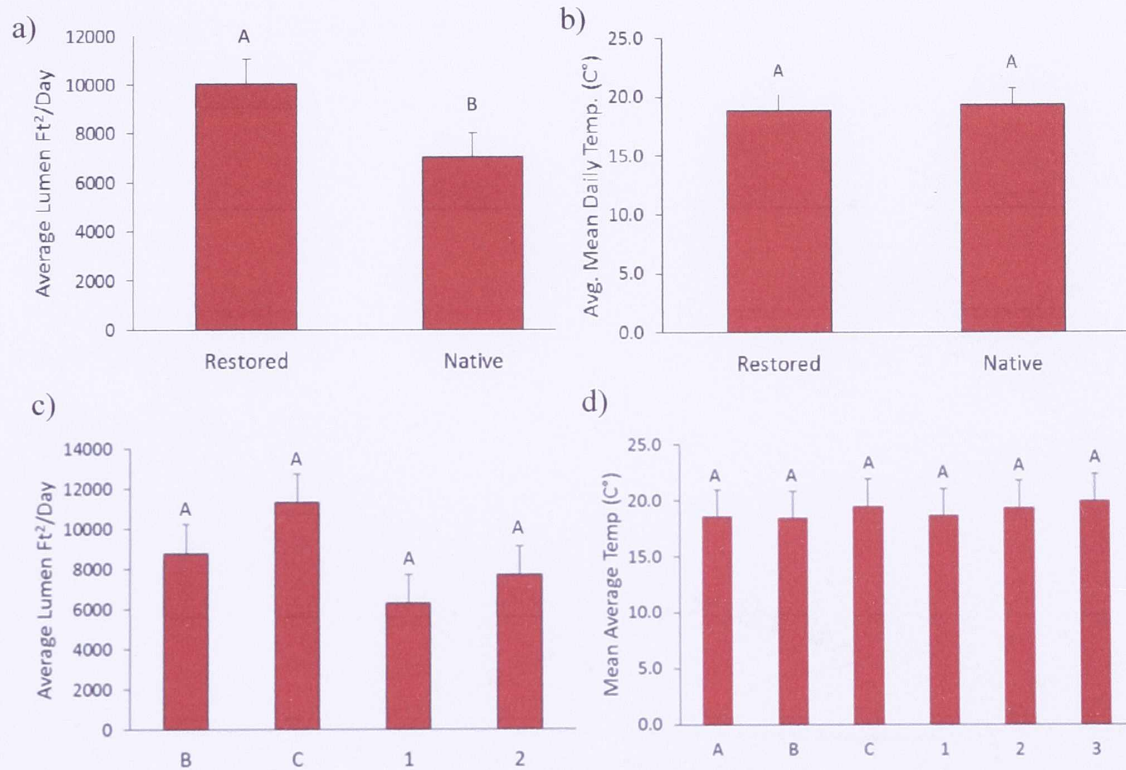 a)
Average Lumen Ft²/Day
12000
10000
8000
6000
4000
2000
0
A
B
Restored
Native
b)
Avg. Mean Daily Temp. (C°)
25.0
20.0
15.0
10.0
5.0
0.0
A
A
Restored
Native
c)
Average Lumen Ft²/Day
14000
12000
10000
8000
6000
4000
2000
0
A
A
A
A
B
C
1
2
d)
Mean Average Temp (C°)
25.0
20.0
15.0
10.0
5.0
0.0
A
A
A
A
A
A
A
B
C
1
2
3